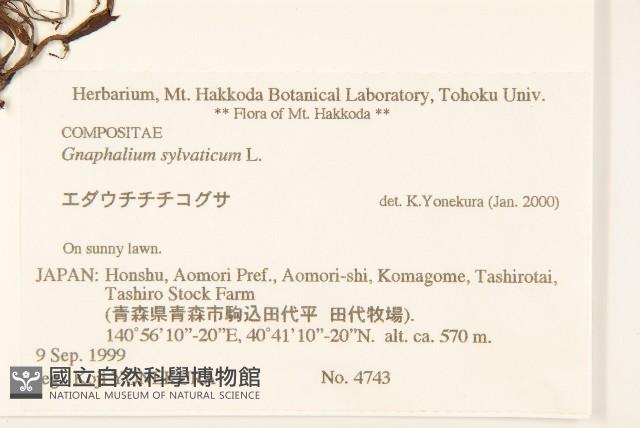 Herbarium, Mt. Hakkoda Botanical Laboratory, Tohoku Univ.
** Flora of Mt. Hakkoda **
COMPOSITAE
Gnaphalium sylvaticum L.
エダウチチチコグサ det. K.Yonekura (Jan. 2000)
On sunny lawn.
JAPAN: Honshu, Aomori Pref., Aomori-shi, Komagome, Tashirotai,
Tashiro Stock Farm
(青森県青森市駒込田代平 田代牧場).
140˚56'10”-20”E, 40˚41'10”-20”N. alt. ca. 570 m.
9 Sep. 1999
No. 4743
國立自然科學博物館
NATIONAL MUSEUM OF NATURAL SCIENCE